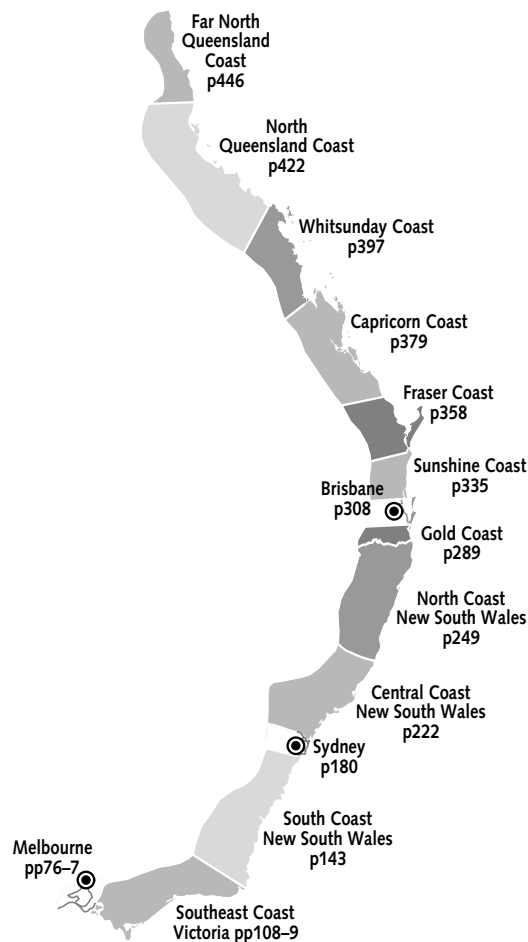 Far North
Queensland
Coast
p446
North
Queensland Coast
p422
Whitsunday Coast
p397
Capricorn Coast
p379
Fraser Coast
p358
Sunshine Coast
p335
Brisbane
p308
Gold Coast
p289
North Coast
New South Wales
p249
Central Coast
New South Wales
p222
Sydney
p180
South Coast
New South Wales
p143
Melbourne
pp76–7
Southeast Coast
Victoria pp108–9